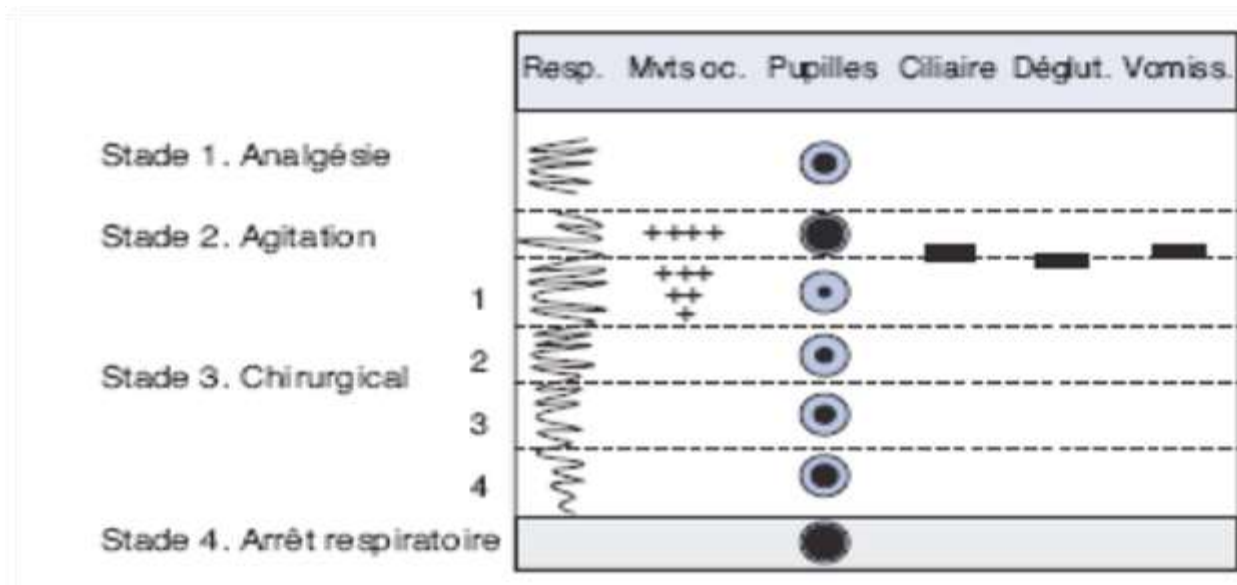 Resp. Mvts oc. Pupilles Ciliaire Déglut. Vomiss.
Stade 1. Analgésie
Stade 2. Agitation ++++
+++
1 ++
+
2
Stade 3. Chirurgical
3
4
Stade 4. Arrêt respiratoire